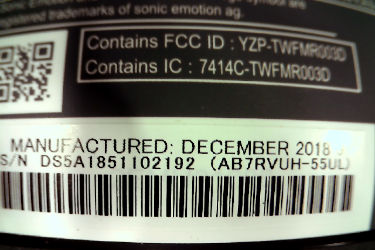 of sonic emotion ag.
Contains FCC ID : YZP-TWFMR003D
Contains IC : 7414C-TWFMR003D
MANUFACTURED: DECEMBER 2018
S/N DS5A1851102192 (AB7RVUH-55UL)